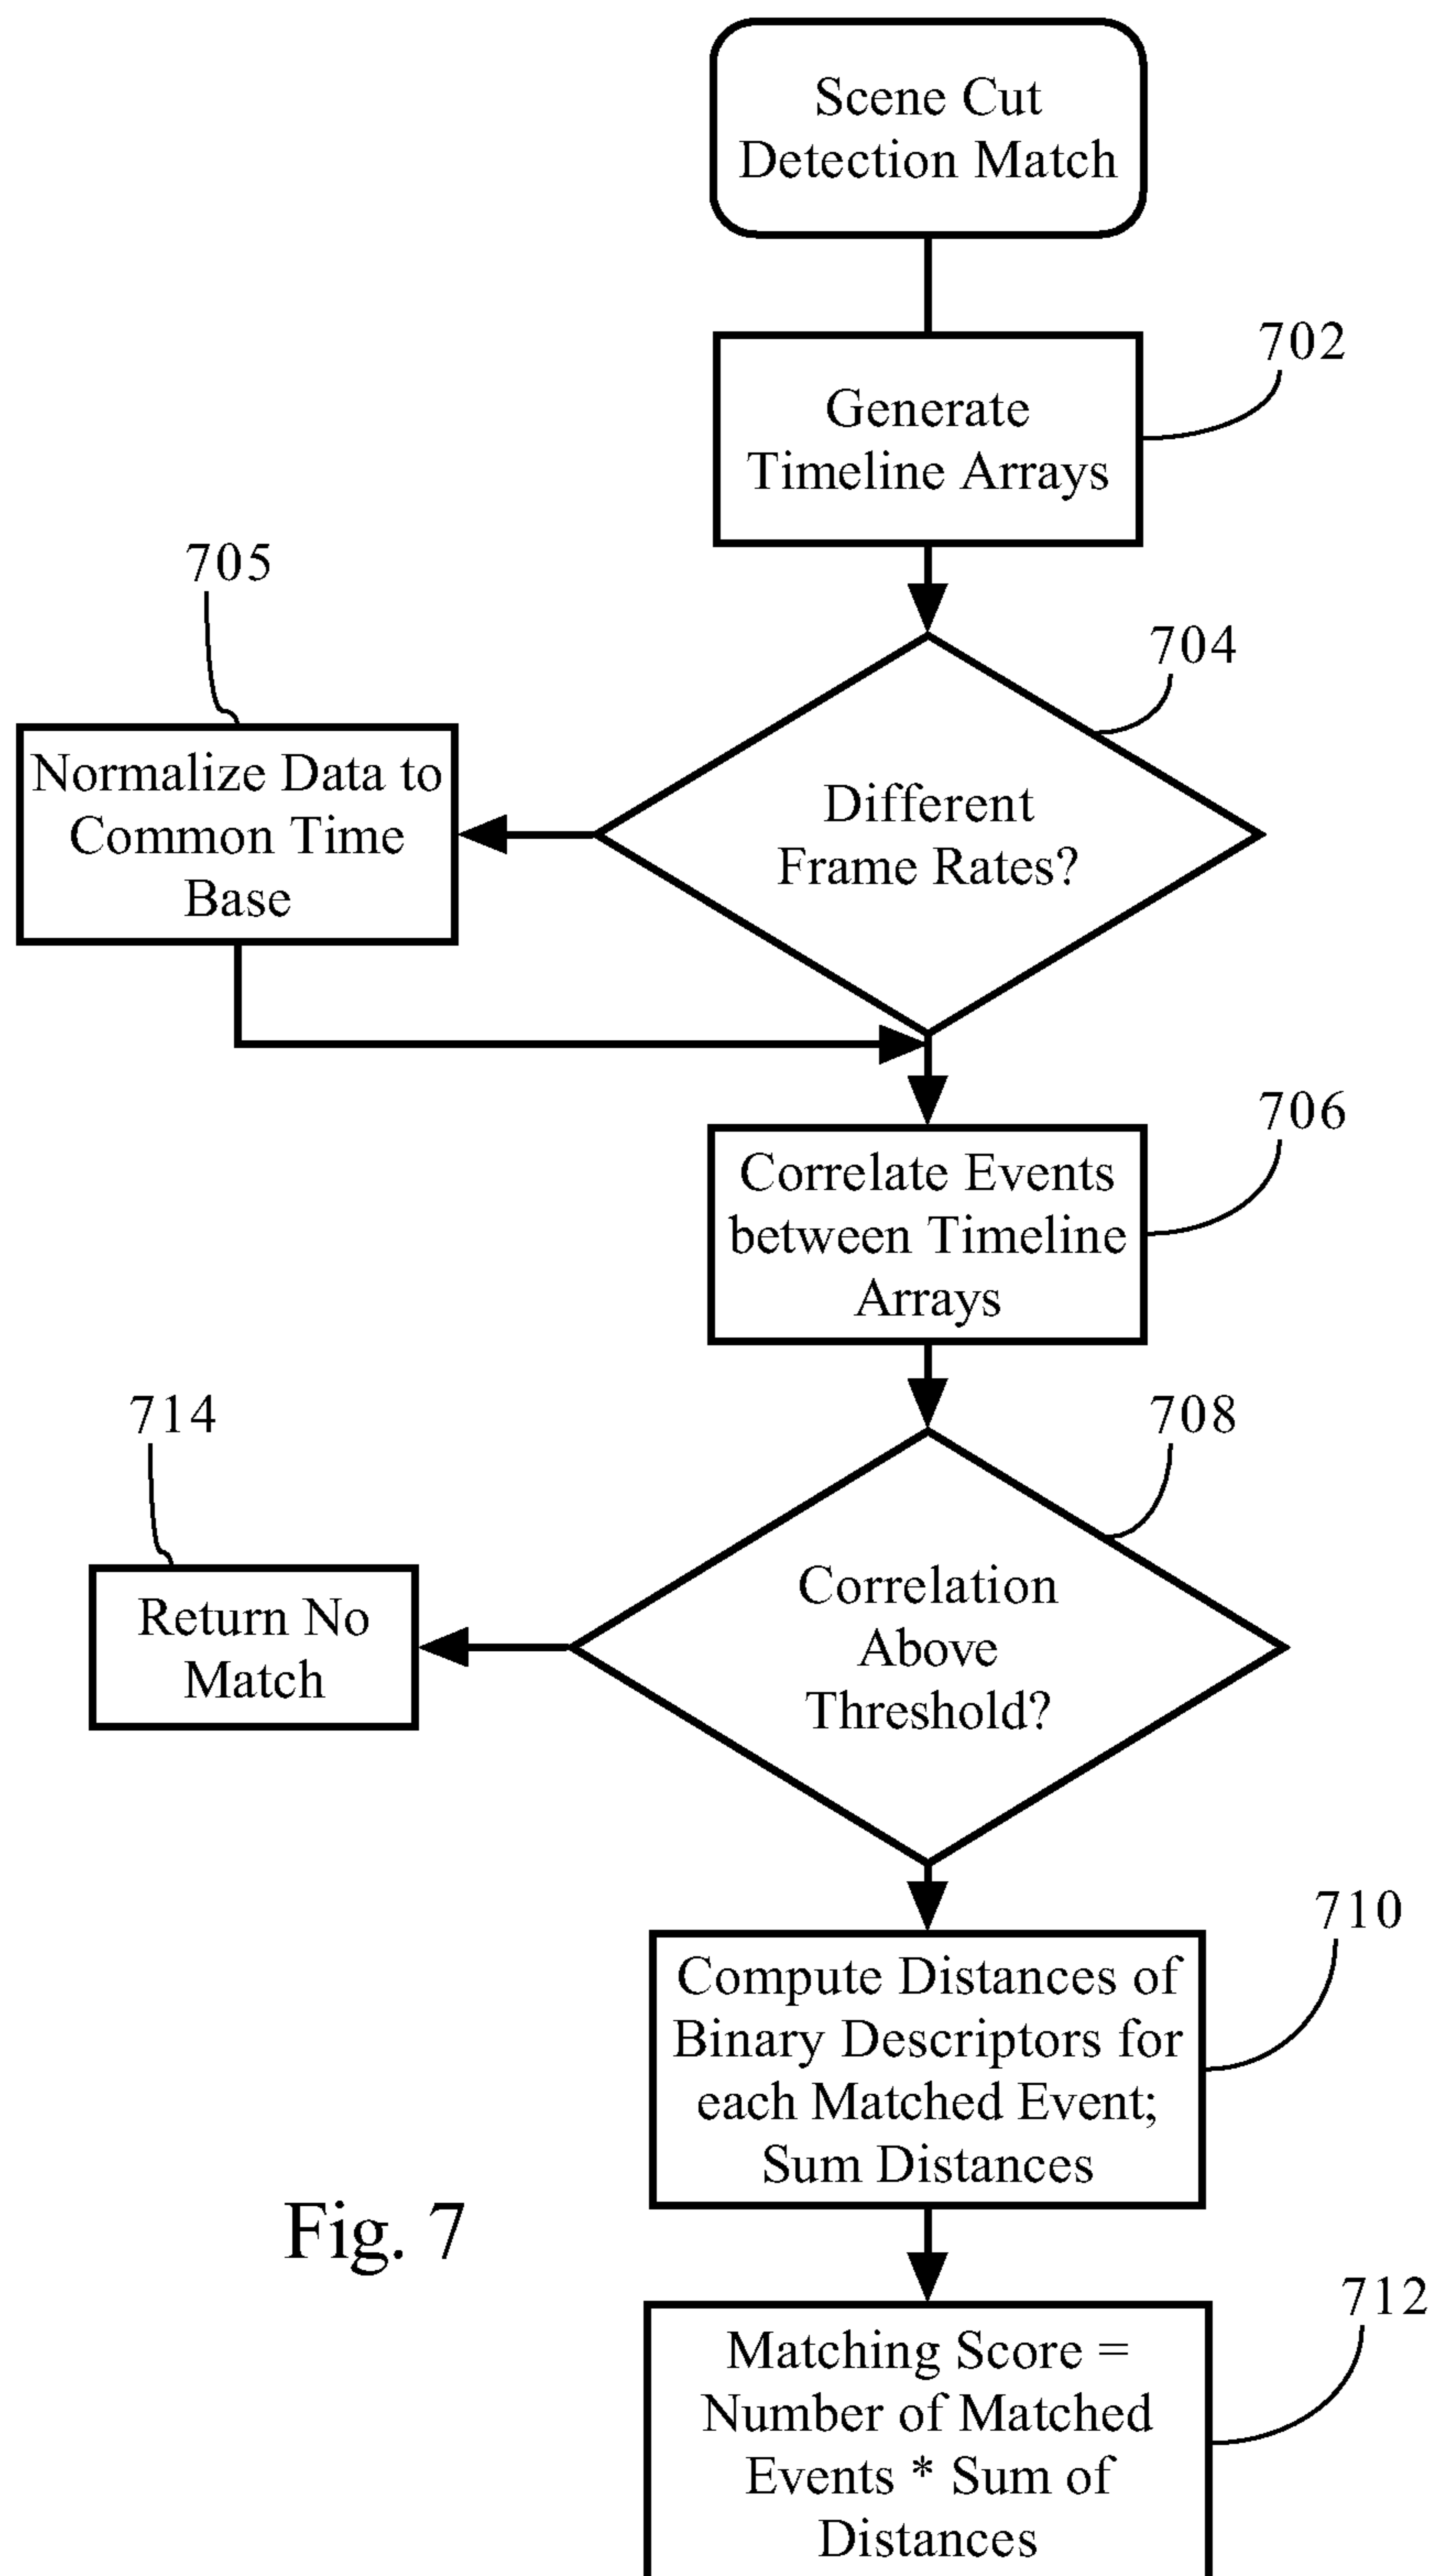 Scene Cut
Detection Match
702
Generate
Timeline Arrays
705
704
Normalize Data to
Common Time
Base
Different
Frame Rates?
706
Correlate Events
between Timeline
Arrays
714
708
Return No
Match
Correlation
Above
Threshold?
710
Compute Distances of
Binary Descriptors for
each Matched Event;
Sum Distances
Fig. 7
712
Matching Score =
Number of Matched
Events * Sum of
Distances